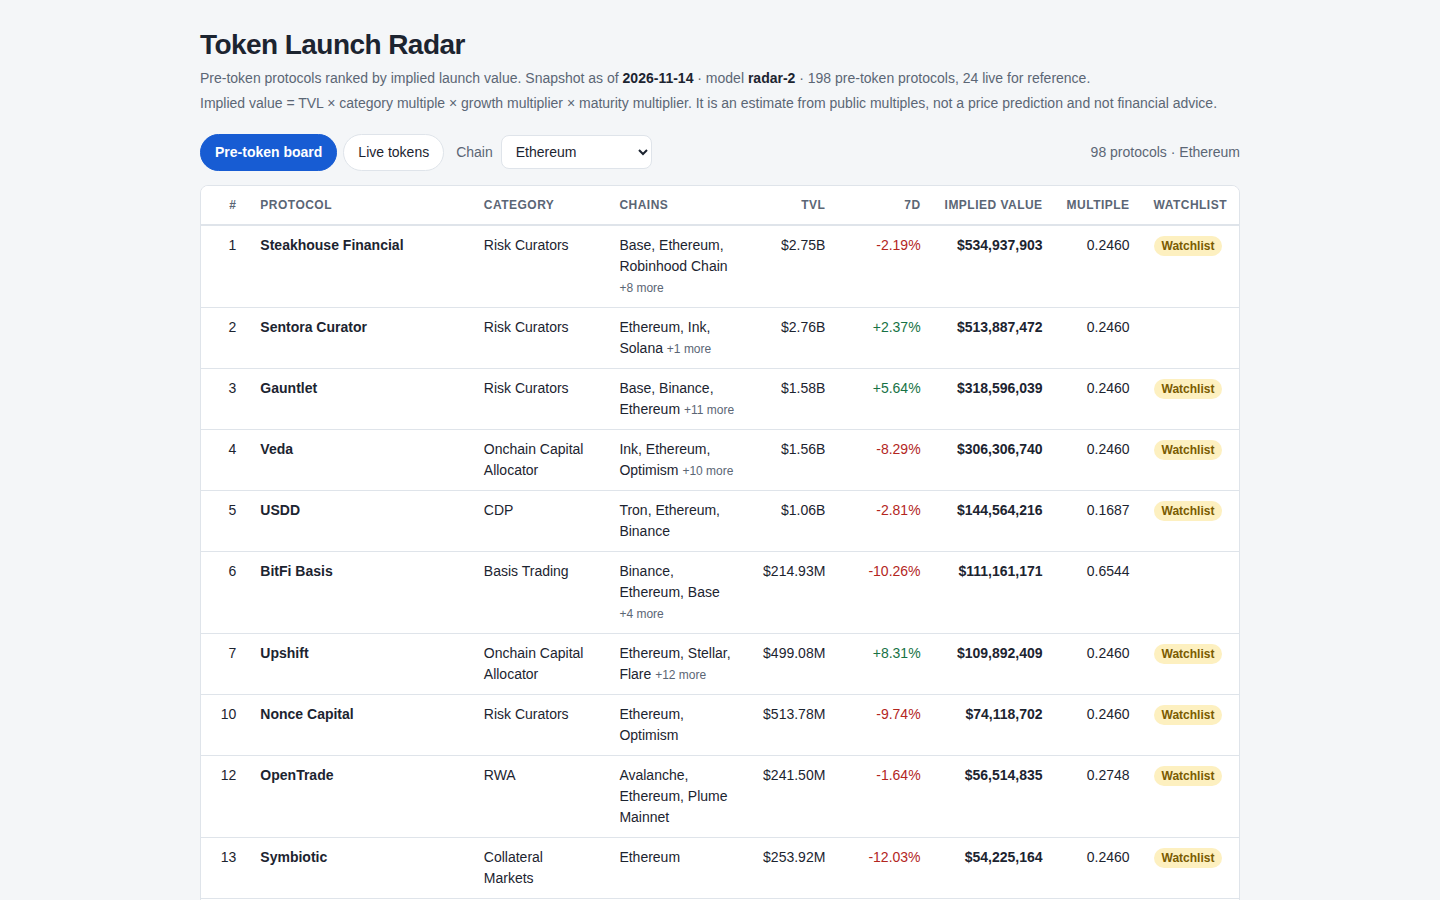 Token Launch Radar
Pre-token protocols ranked by implied launch value. Snapshot as of 2026-11-14 · model radar-2 · 198 pre-token protocols, 24 live for reference.
Implied value = TVL × category multiple × growth multiplier × maturity multiplier. It is an estimate from public multiples, not a price prediction and not financial advice.
Pre-token board Live tokens Chain Ethereum 98 protocols · Ethereum
# PROTOCOL CATEGORY CHAINS TVL 7D IMPLIED VALUE MULTIPLE WATCHLIST
1 Steakhouse Financial Risk Curators Base, Ethereum, $2.75B -2.19% $534,937,903 0.2460 Watchlist
Robinhood Chain
+8 more
2 Sentora Curator Risk Curators Ethereum, Ink, $2.76B +2.37% $513,887,472 0.2460
Solana +1 more
3 Gauntlet Risk Curators Base, Binance, $1.58B +5.64% $318,596,039 0.2460 Watchlist
Ethereum +11 more
4 Veda Onchain Capital Ink, Ethereum, $1.56B -8.29% $306,306,740 0.2460 Watchlist
Allocator Optimism +10 more
5 USDD CDP Tron, Ethereum, $1.06B -2.81% $144,564,216 0.1687 Watchlist
Binance
6 BitFi Basis Basis Trading Binance, $214.93M -10.26% $111,161,171 0.6544
Ethereum, Base
+4 more
7 Upshift Onchain Capital Ethereum, Stellar, $499.08M +8.31% $109,892,409 0.2460 Watchlist
Allocator Flare +12 more
10 Nonce Capital Risk Curators Ethereum, $513.78M -9.74% $74,118,702 0.2460 Watchlist
Optimism
12 OpenTrade RWA Avalanche, $241.50M -1.64% $56,514,835 0.2748 Watchlist
Ethereum, Plume
Mainnet
13 Symbiotic Collateral Ethereum $253.92M -12.03% $54,225,164 0.2460 Watchlist
Markets